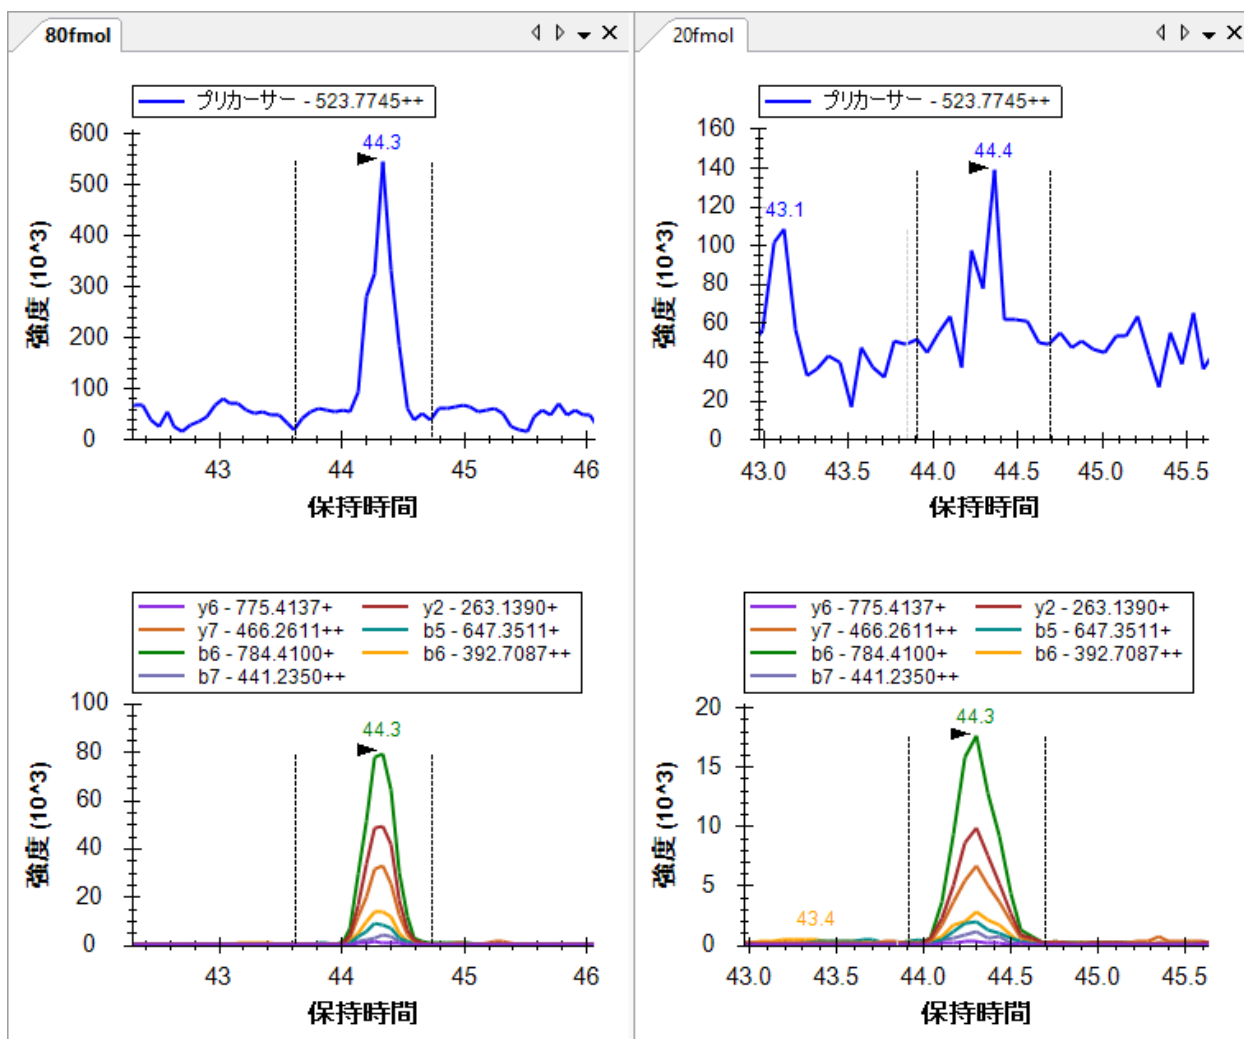 80fmol
プリカーサー - 523.7745++
600
500
400
300
200
100
0
44.3
強度 (10^3)
43
44
45
46
保持時間
y6 - 775.4137+
y2 - 263.1390+
y7 - 466.2611++
b5 - 647.3511+
b6 - 784.4100+
b6 - 392.7087++
b7 - 441.2350++
100
80
60
40
20
0
44.3
強度 (10^3)
43
44
45
46
保持時間
20fmol
プリカーサー - 523.7745++
160
140
120
100
80
60
40
20
0
43.1
44.4
強度 (10^3)
43.0
43.5
44.0
44.5
45.0
45.5
保持時間
y6 - 775.4137+
y2 - 263.1390+
y7 - 466.2611++
b5 - 647.3511+
b6 - 784.4100+
b6 - 392.7087++
b7 - 441.2350++
20
15
10
5
0
44.3
43.4
強度 (10^3)
43.0
43.5
44.0
44.5
45.0
45.5
保持時間